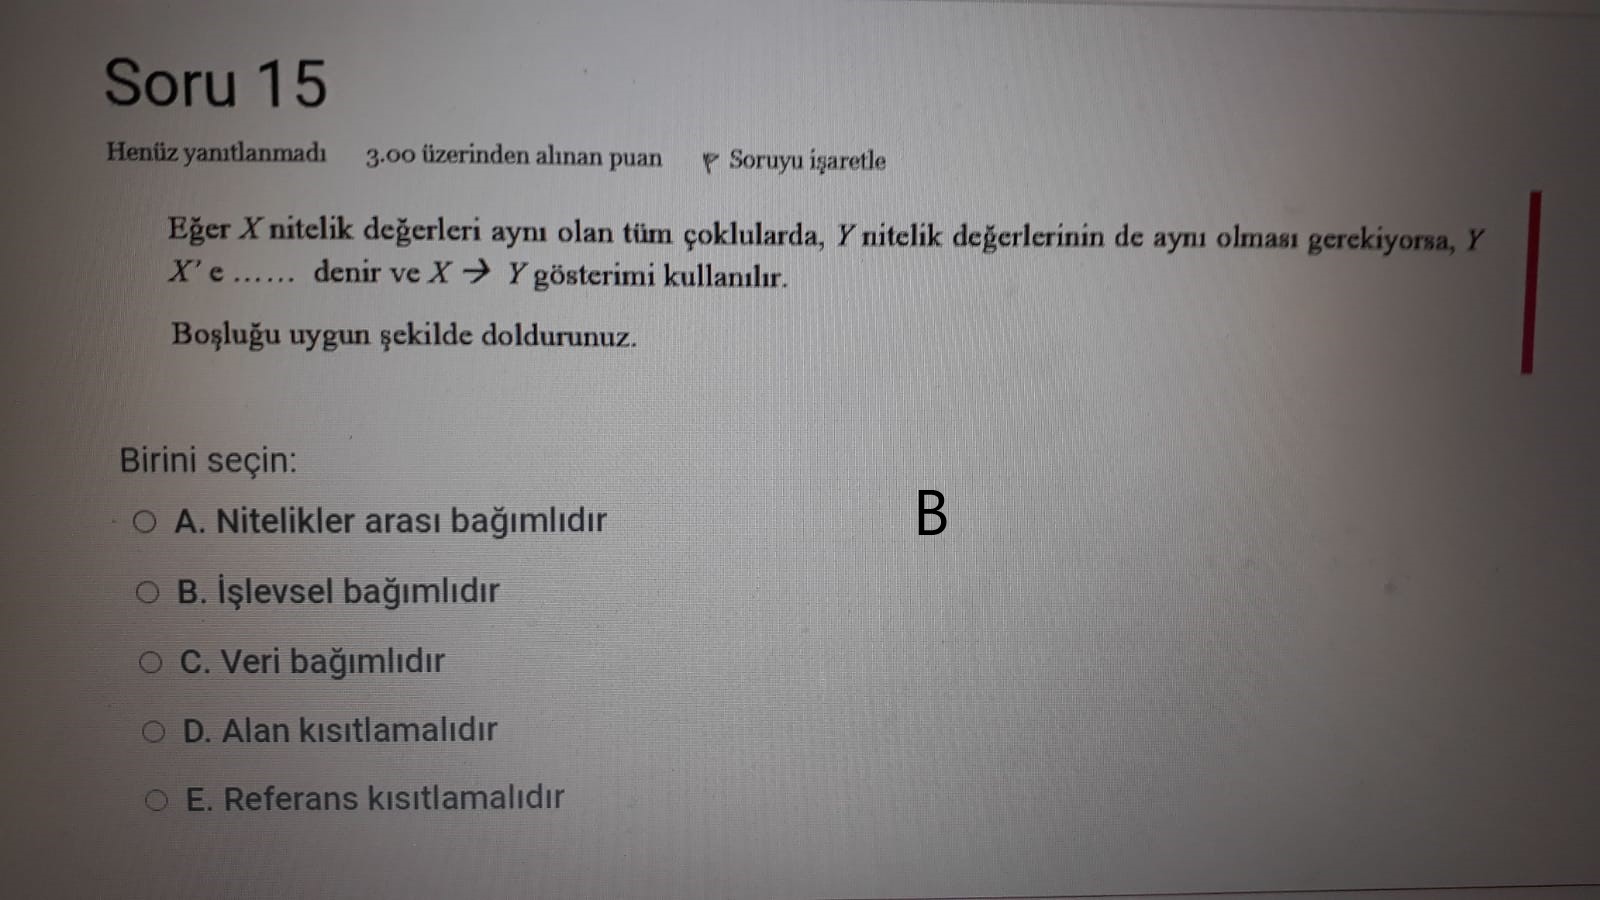 Soru 15
Henüz yanıtlanmadı 3.00 üzerinden alınan puan Soruyu işaretle
Eğer X nitelik değerleri aynı olan tüm çoklularda, Y nitelik değerlerinin de aynı olması gerekiyorsa, Y
X' e ...... denir ve X → Y gösterimi kullanılır.
Boşluğu uygun şekilde doldurunuz.
Birini seçin:
A. Nitelikler arası bağımlıdır
B
B. İşlevsel bağımlıdır
C. Veri bağımlıdır
D. Alan kısıtlamalıdır
E. Referans kısıtlamalıdır